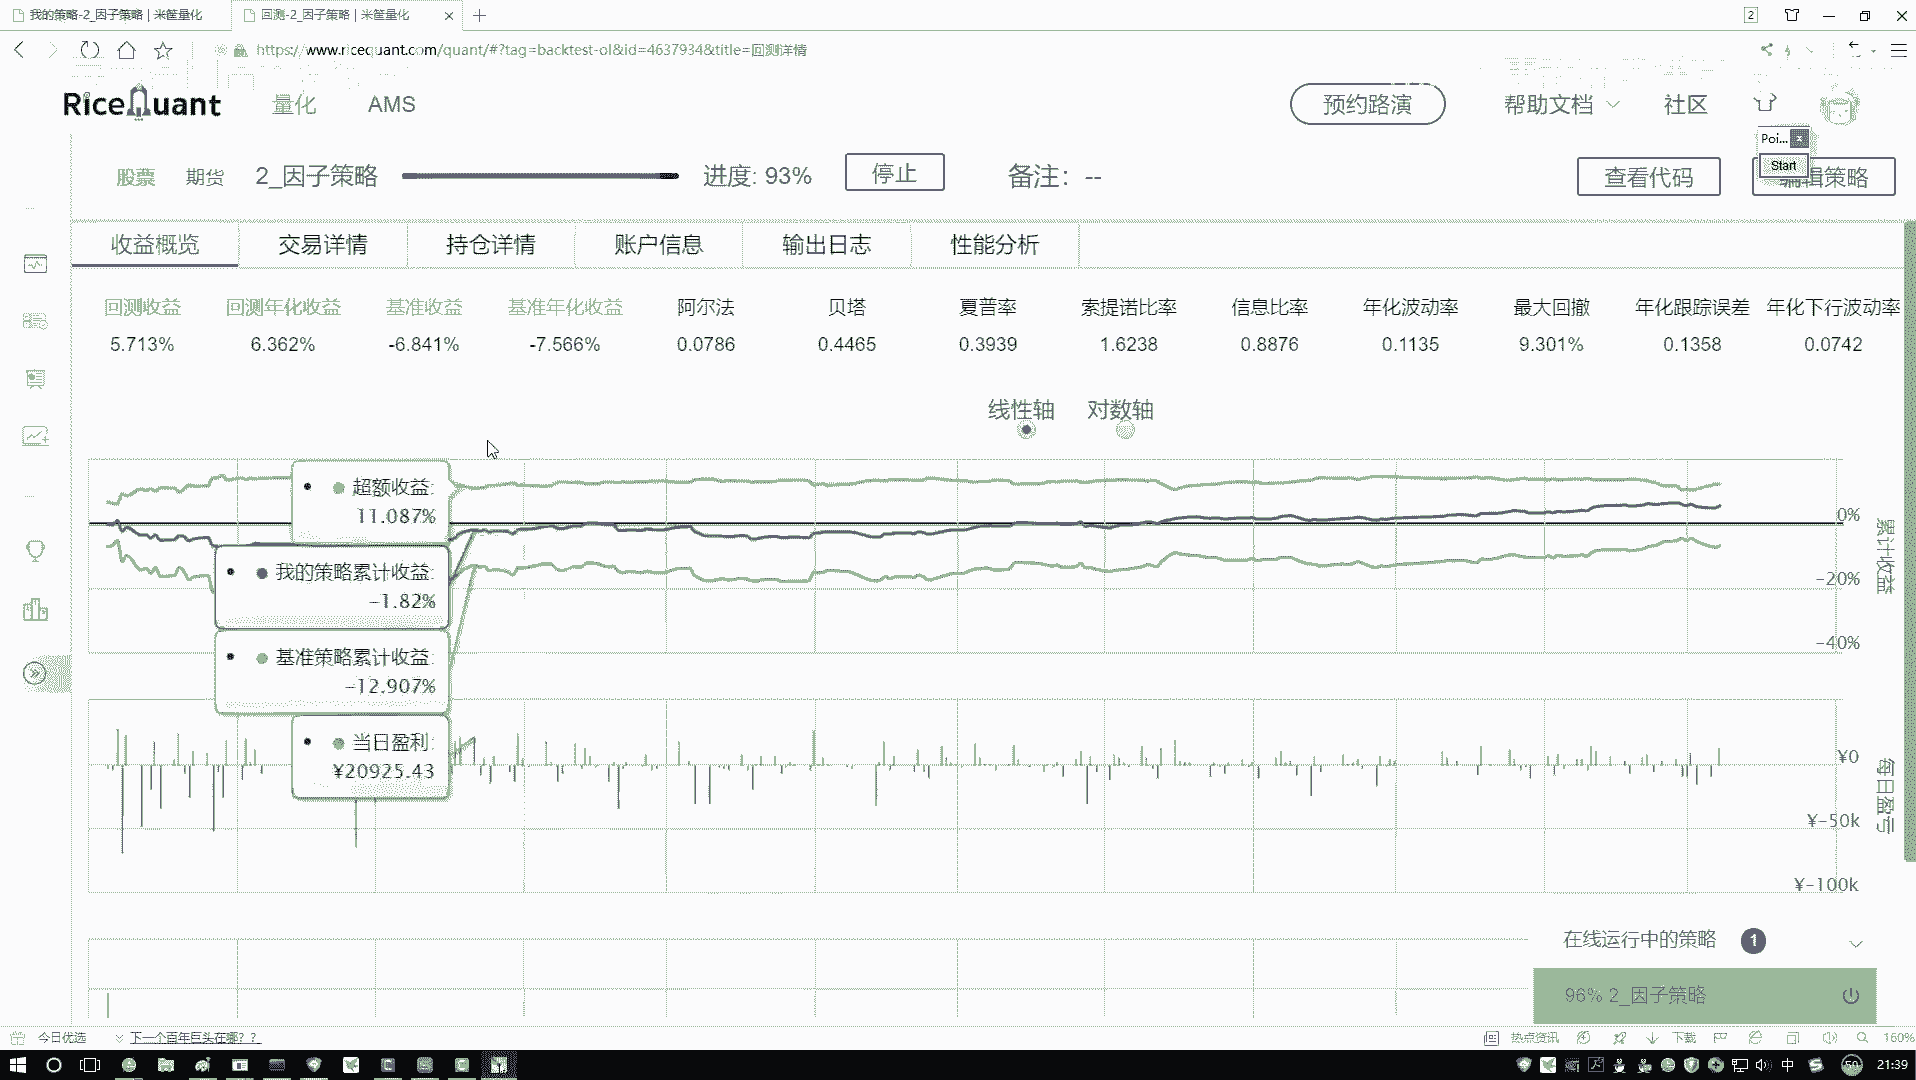 我的策略-2_因子策略 | 米筐量化
回测-2_因子策略 | 米筐量化
2
https://www.ricequant.com/quant/#?tag=backtest-ol&id=4637934&title=回测详情
RiceQuant
量化
AMS
预约路演
帮助文档
社区
Poi...
Start
股票
期货
2_因子策略
进度: 93%
停止
备注：--
查看代码
编辑策略
收益概览
交易详情
持仓详情
账户信息
输出日志
性能分析
回测收益 回测年化收益 基准收益 基准年化收益 阿尔法 贝塔 夏普率 索提诺比率 信息比率 年化波动率 最大回撤 年化跟踪误差 年化下行波动率
5.713% 6.362% -6.841% -7.566% 0.0786 0.4465 0.3939 1.6238 0.8876 0.1135 9.301% 0.1358 0.0742
线性轴 对数轴
超额收益:
11.087%
我的策略累计收益:
-1.82%
基准策略累计收益:
-12.907%
当日盈利:
¥20925.43
0%
-20%
-40%
累计收益
¥0
¥-50k
¥-100k
每日盈亏
在线运行中的策略 1
96% 2_因子策略
今日优选
下一个百年巨头在哪？？
热点资讯
下载
160%
中
50
21:39